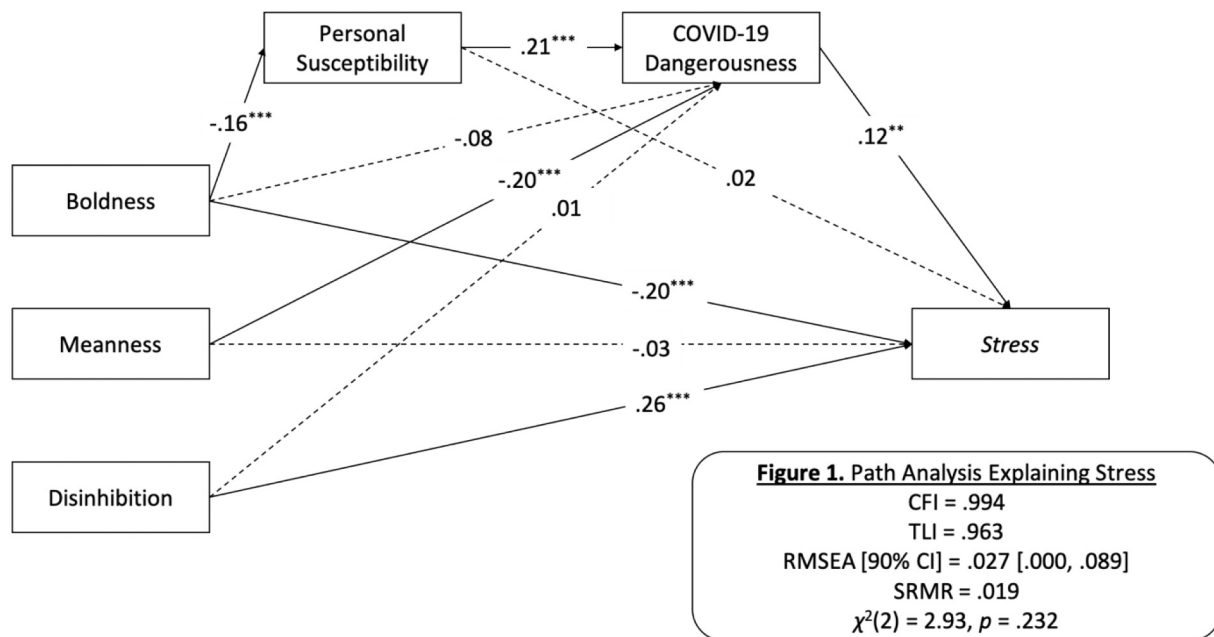 Personal
Susceptibility
.21***
COVID-19
Dangerousness
-.16***
-.08
.12**
-.20***
.02
Boldness
.01
-.20***
Meanness
-.03
Stress
.26***
Disinhibition
Figure 1. Path Analysis Explaining Stress
CFI = .994
TLI = .963
RMSEA [90% CI] = .027 [.000, .089]
SRMR = .019
χ²(2) = 2.93, p = .232